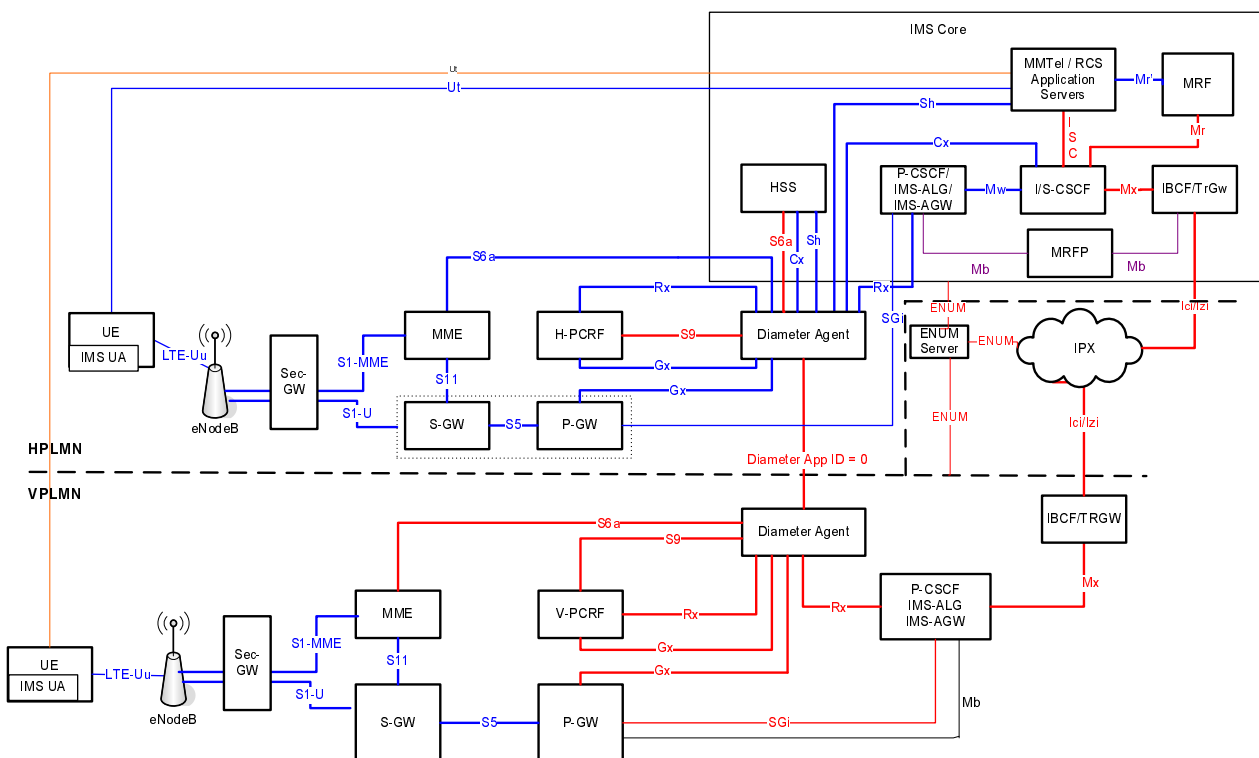 IMS Core
MMTel / RCS
Application
Servers
Mr'
MRF
Ut
Ut
Sh
I
S
C
Mr
Cx
HSS
P-CSCF/
IMS-ALG/
IMS-AGW
Mw
I/S-CSCF
Mx
IBCF/TrGw
S6a
Cx
Sh
MRFP
Mb
Mb
S6a
Rx
Rx
SGi
ENUM
Ici/Izi
UE
IMS UA
LTE-Uu
eNodeB
Sec-
GW
S1-MME
S1-U
MME
S11
H-PCRF
S9
Gx
Gx
Diameter Agent
ENUM
Server
ENUM
IPX
S-GW
S5
P-GW
ENUM
Ici/Izi
HPLMN
Diameter App ID = 0
VPLMN
S6a
S9
Diameter Agent
IBCF/TRGW
MME
V-PCRF
Rx
Rx
P-CSCF
IMS-ALG
IMS-AGW
Mx
UE
IMS UA
LTE-Uu
eNodeB
Sec-
GW
S1-MME
S1-U
S11
Gx
Gx
S-GW
S5
P-GW
SGi
Mb